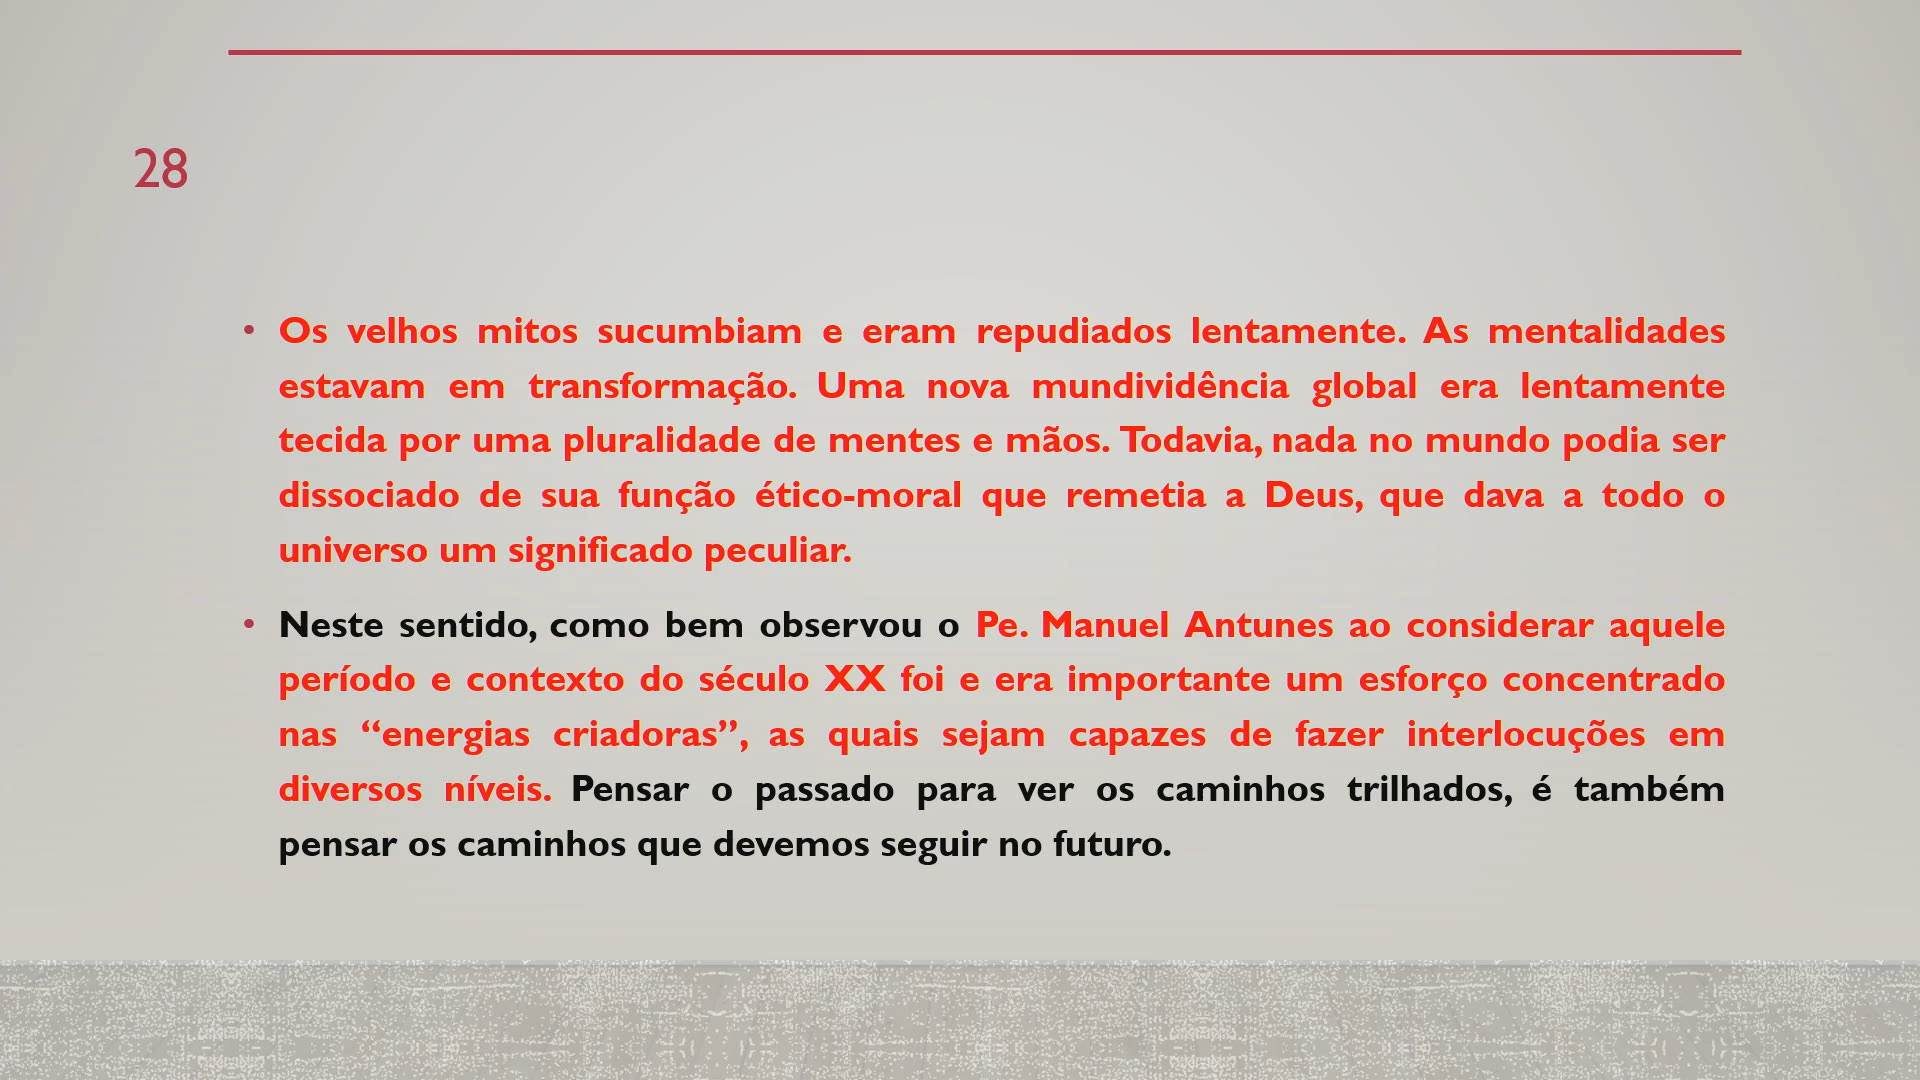 28
• Os velhos mitos sucumbiam e eram repudiados lentamente. As mentalidades
estavam em transformação. Uma nova mundividência global era lentamente
tecida por uma pluralidade de mentes e mãos. Todavia, nada no mundo podia ser
dissociado de sua função ético-moral que remetia a Deus, que dava a todo o
universo um significado peculiar.
• Neste sentido, como bem observou o Pe. Manuel Antunes ao considerar aquele
período e contexto do século XX foi e era importante um esforço concentrado
nas “energias criadoras”, as quais sejam capazes de fazer interlocuções em
diversos níveis. Pensar o passado para ver os caminhos trilhados, é também
pensar os caminhos que devemos seguir no futuro.